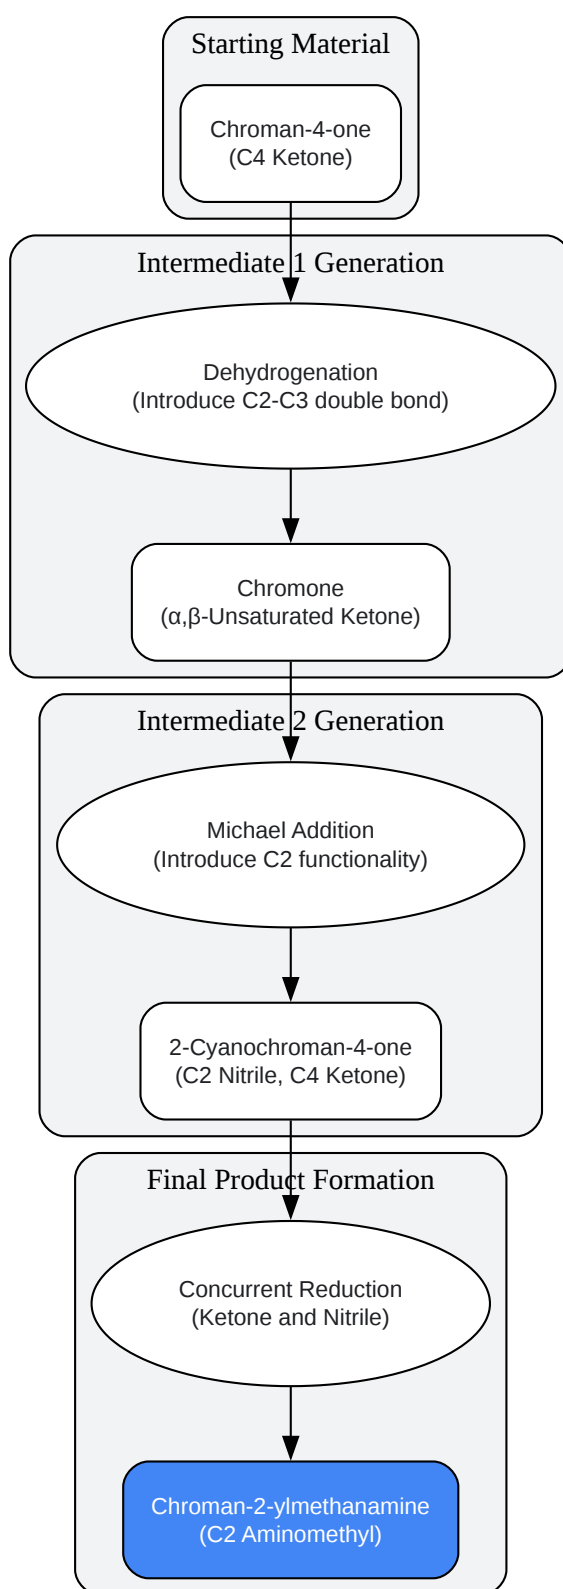 Starting Material
Chroman-4-one
(C4 Ketone)
Intermediate 1 Generation
Dehydrogenation
(Introduce C2-C3 double bond)
Chromone
(α,β-Unsaturated Ketone)
Intermediate 2 Generation
Michael Addition
(Introduce C2 functionality)
2-Cyanochroman-4-one
(C2 Nitrile, C4 Ketone)
Final Product Formation
Concurrent Reduction
(Ketone and Nitrile)
Chroman-2-ylmethanamine
(C2 Aminomethyl)